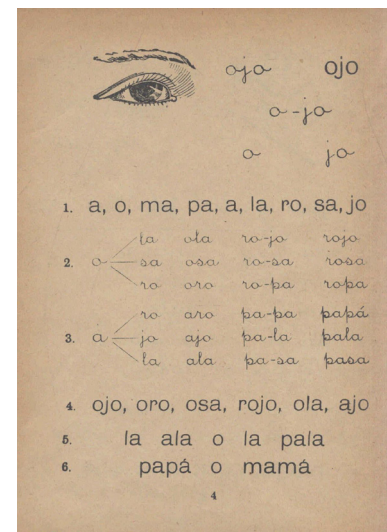 ojo ojo
o-jo
o jo
1. a, o, ma, pa, a, la, ro, sa, jo
la ola ro-jo rojo
2. o sa osa ro-sa rosa
ro oro ro-pa ropa
ro aro pa-pa papá
3. a jo ajo pa-la pala
la ala pa-sa pasa
4. ojo, oro, osa, rojo, ola, ajo
5. la ala o la pala
6. papá o mamá
4